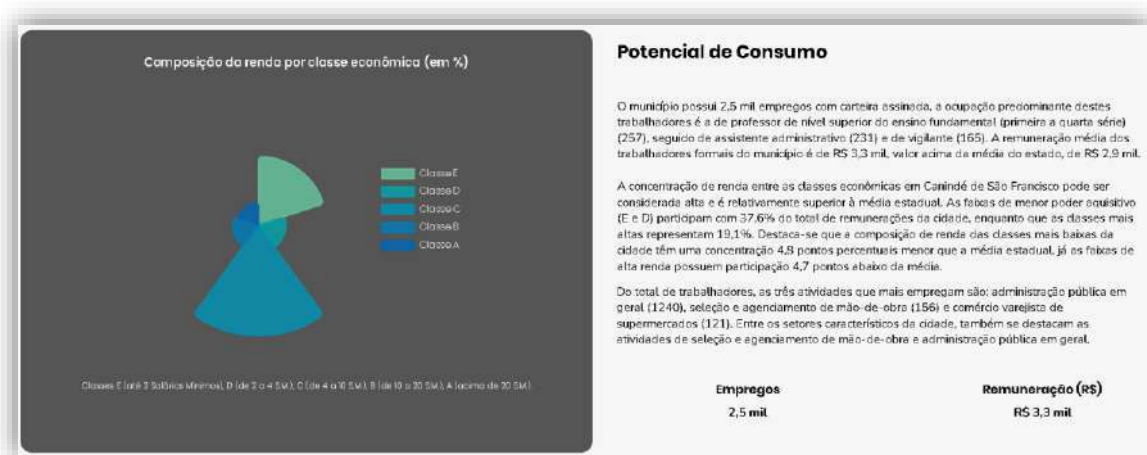 Composição da renda por classe econômica (em %)
Classe E
Classe D
Classe C
Classe B
Classe A
Classes E (até 2 Salários Mínimos), D (de 2 a 4 S.M.), C (de 4 a 10 S.M.), B (de 10 a 20 S.M.), A (acima de 20 S.M.)
Potencial de Consumo
O município possui 2,5 mil empregos com carteira assinada, a ocupação predominante destes
trabalhadores é a de professor de nível superior do ensino fundamental (primeira a quarta série)
(257), seguido de assistente administrativo (231) e de vigilante (165). A remuneração média dos
trabalhadores formais do município é de R$ 3,3 mil, valor acima da média do estado, de R$ 2,9 mil.
A concentração de renda entre as classes econômicas em Canindé de São Francisco pode ser
considerada alta e é relativamente superior à média estadual. As faixas de menor poder aquisitivo
(E e D) participam com 37,6% do total de remunerações da cidade, enquanto que as classes mais
altas representam 19,1%. Destaca-se que a composição de renda das classes mais baixas da
cidade têm uma concentração 4,8 pontos percentuais menor que a média estadual, já as faixas de
alta renda possuem participação 4,7 pontos abaixo da média.
Do total de trabalhadores, as três atividades que mais empregam são: administração pública em
geral (1240), seleção e agenciamento de mão-de-obra (156) e comércio varejista de
supermercados (121). Entre os setores característicos da cidade, também se destacam as
atividades de seleção e agenciamento de mão-de-obra e administração pública em geral.
Empregos
2,5 mil
Remuneração (R$)
R$ 3,3 mil